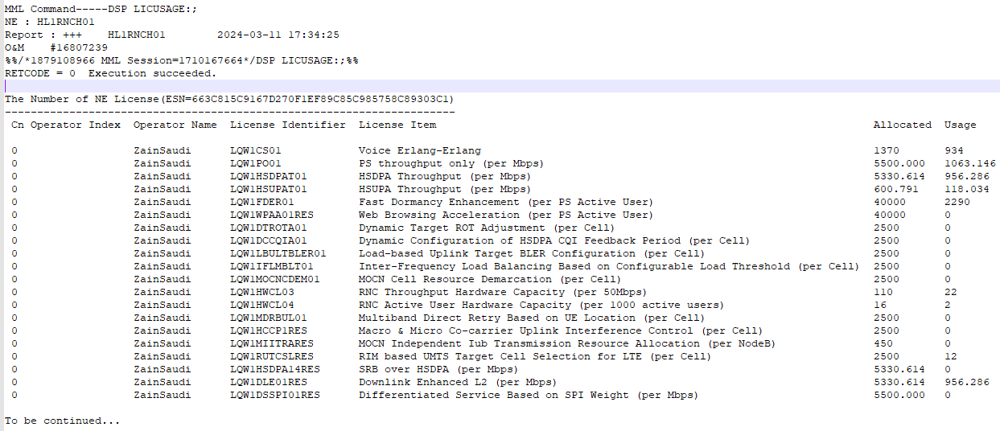 MML Command-----DSP LICUSAGE:;
NE : HL1RNCH01
Report : +++    HL1RNCH01        2024-03-11 17:34:25
O&M    #16807239
%%/*1879108966 MML Session=1710167664*/DSP LICUSAGE:;%%
RETCODE = 0  Execution succeeded.
The Number of NE License(ESN=663C815C9167D270F1EF89C85C985758C89303C1)
----------------------------------------------------------------------
Cn Operator Index  Operator Name  License Identifier  License Item  Allocated  Usage
0  ZainSaudi  LQW1CS01  Voice Erlang-Erlang  1370  934
0  ZainSaudi  LQW1PO01  PS throughput only (per Mbps)  5500.000  1063.146
0  ZainSaudi  LQW1HSDPAT01  HSDPA Throughput (per Mbps)  5330.614  956.286
0  ZainSaudi  LQW1HSUPAT01  HSUPA Throughput (per Mbps)  600.791  118.034
0  ZainSaudi  LQW1FDER01  Fast Dormancy Enhancement (per PS Active User)  40000  2290
0  ZainSaudi  LQW1WPAA01RES  Web Browsing Acceleration (per PS Active User)  40000  0
0  ZainSaudi  LQW1DTROTA01  Dynamic Target ROT Adjustment (per Cell)  2500  0
0  ZainSaudi  LQW1DCCQIA01  Dynamic Configuration of HSDPA CQI Feedback Period (per Cell)  2500  0
0  ZainSaudi  LQW1LBULTBLER01  Load-based Uplink Target BLER Configuration (per Cell)  2500  0
0  ZainSaudi  LQW1IFLMBLT01  Inter-Frequency Load Balancing Based on Configurable Load Threshold (per Cell)  2500  0
0  ZainSaudi  LQW1MOCNCDEM01  MOCN Cell Resource Demarcation (per Cell)  2500  0
0  ZainSaudi  LQW1HWCL03  RNC Throughput Hardware Capacity (per 50Mbps)  110  22
0  ZainSaudi  LQW1HWCL04  RNC Active User Hardware Capacity (per 1000 active users)  16  2
0  ZainSaudi  LQW1MDRBUL01  Multiband Direct Retry Based on UE Location (per Cell)  2500  0
0  ZainSaudi  LQW1HCCP1RES  Macro & Micro Co-carrier Uplink Interference Control (per Cell)  2500  0
0  ZainSaudi  LQW1MIITRARES  MOCN Independent Iub Transmission Resource Allocation (per NodeB)  450  0
0  ZainSaudi  LQW1RUTCSLRES  RIM based UMTS Target Cell Selection for LTE (per Cell)  2500  12
0  ZainSaudi  LQW1HSDPA14RES  SRB over HSDPA (per Mbps)  5330.614  0
0  ZainSaudi  LQW1DLE01RES  Downlink Enhanced L2 (per Mbps)  5330.614  956.286
0  ZainSaudi  LQW1DSSPI01RES  Differentiated Service Based on SPI Weight (per Mbps)  5500.000  0
To be continued...